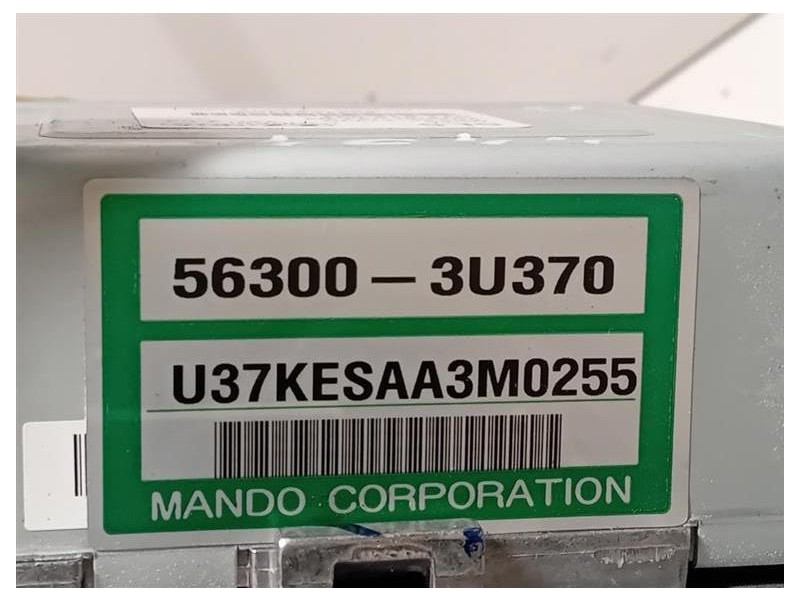 56300 – 3U370
U37KESAA3M0255
MANDO CORPORATION